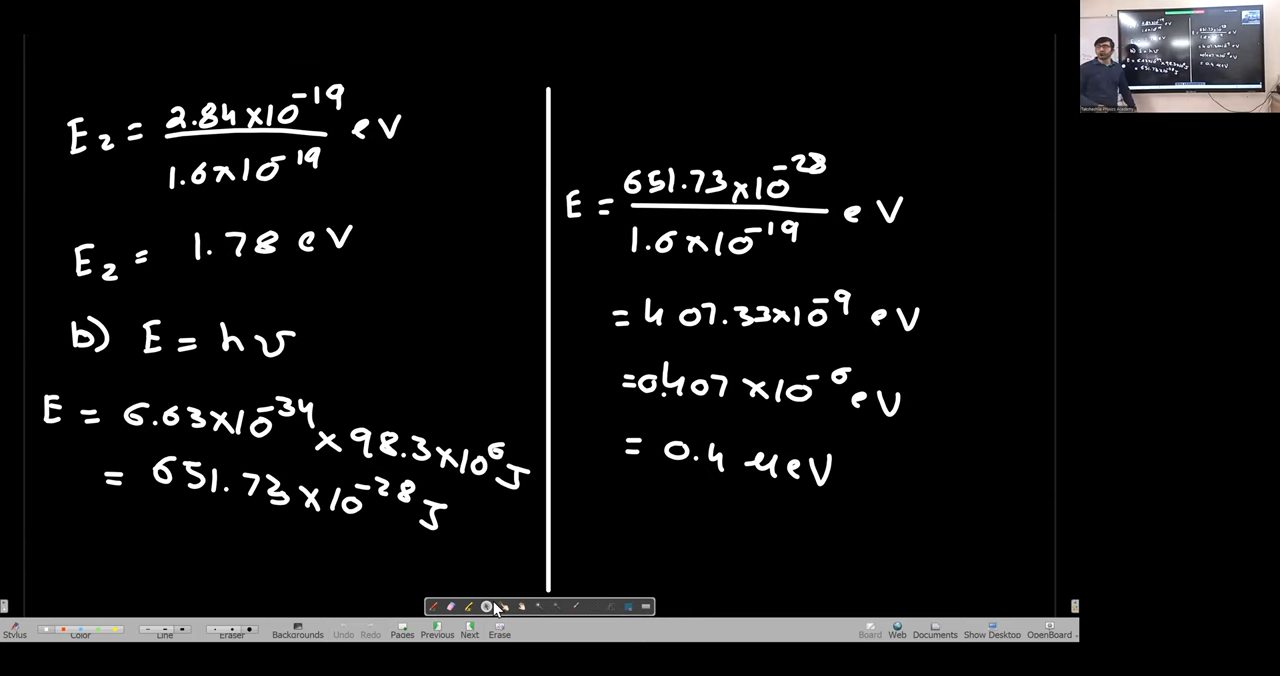 E₂ = 2.84×10⁻¹⁹ / 1.6×10⁻¹⁹ eV
E₂ = 1.78 eV
b) E = hν
E = 6.63×10⁻³⁴ × 98.3×10⁶ J
= 651.73×10⁻²⁸ J
E = 651.73×10⁻²⁸ / 1.6×10⁻¹⁹ eV
= 407.33×10⁻⁹ eV
= 0.407×10⁻⁶ eV
= 0.4 μeV
Takshashila Physics Academy
Stylus
Color
Line
Eraser
Backgrounds
Undo
Redo
Pages
Previous
Next
Erase
Board
Web
Documents
Show Desktop
OpenBoard